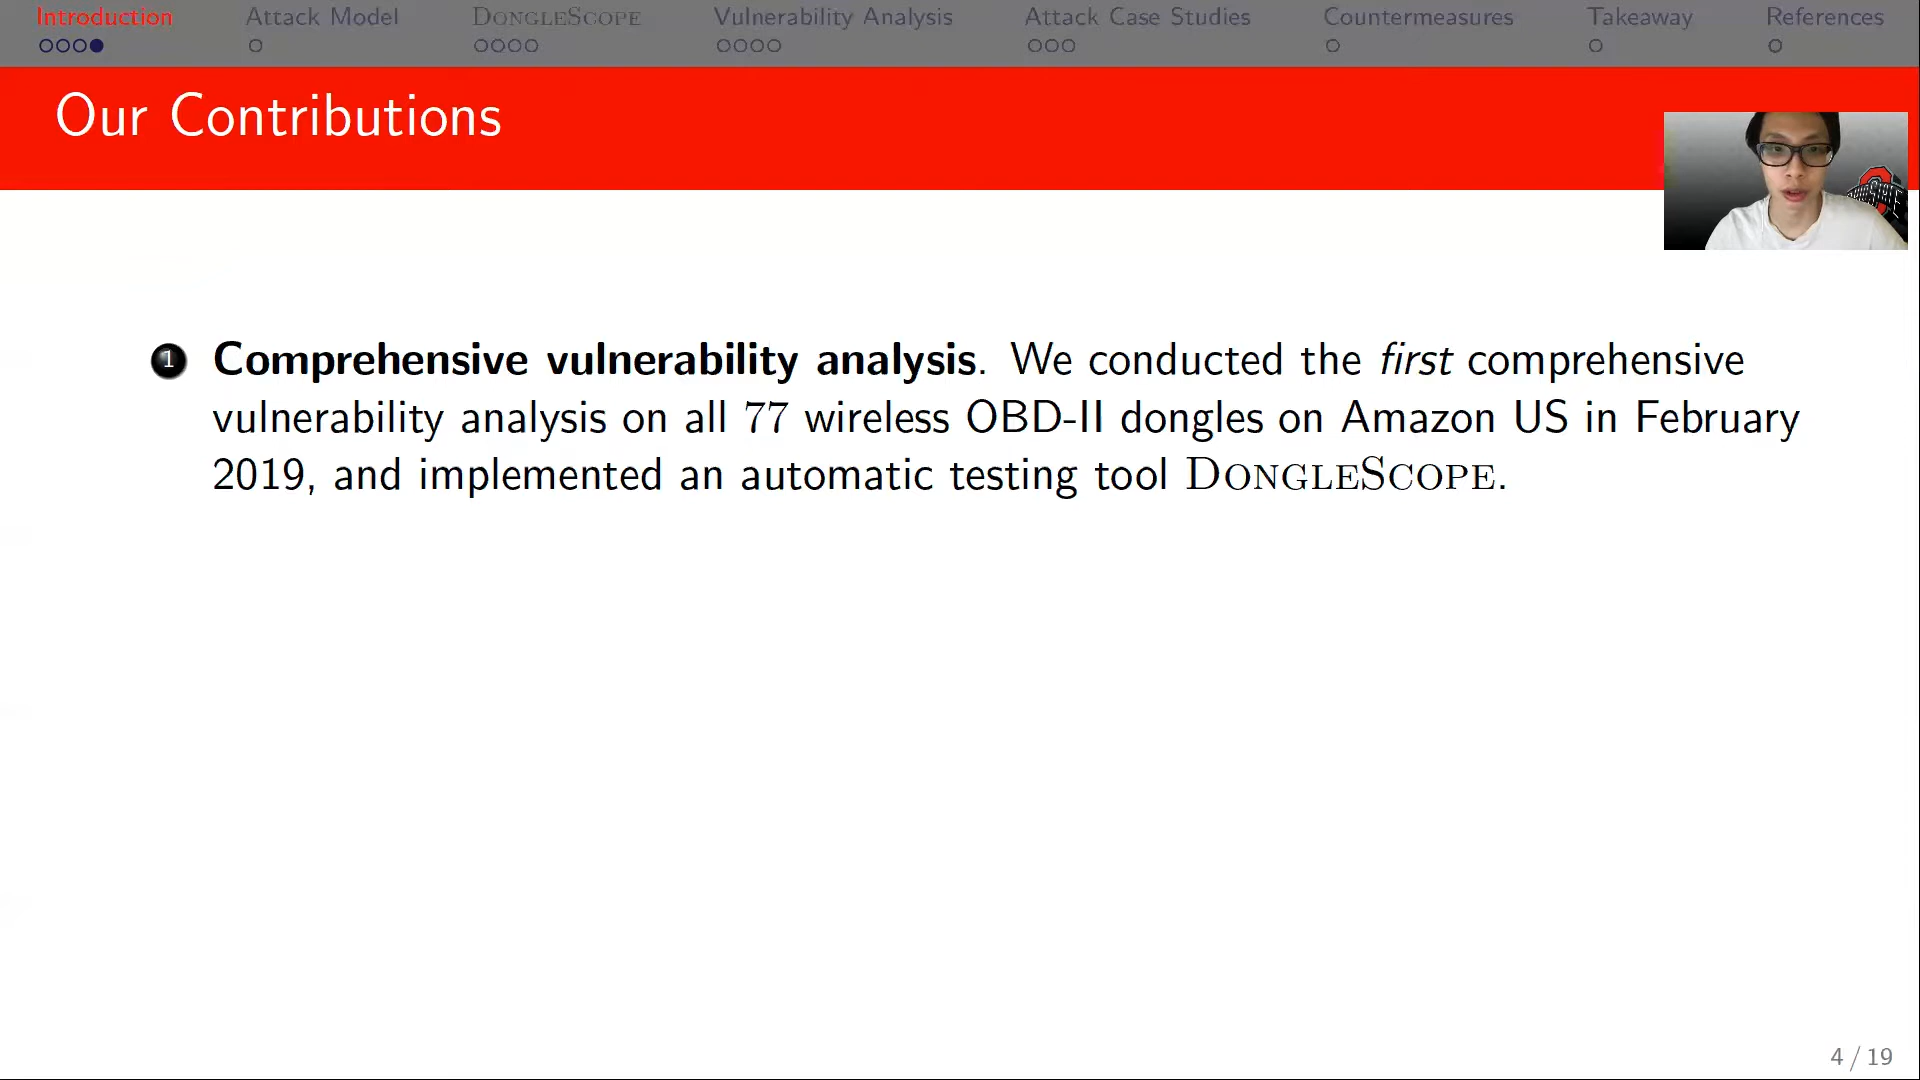 Introduction Attack Model DongleScope Vulnerability Analysis Attack Case Studies Countermeasures Takeaway References
Our Contributions
1 Comprehensive vulnerability analysis. We conducted the first comprehensive
vulnerability analysis on all 77 wireless OBD-II dongles on Amazon US in February
2019, and implemented an automatic testing tool DongleScope.
4 / 19